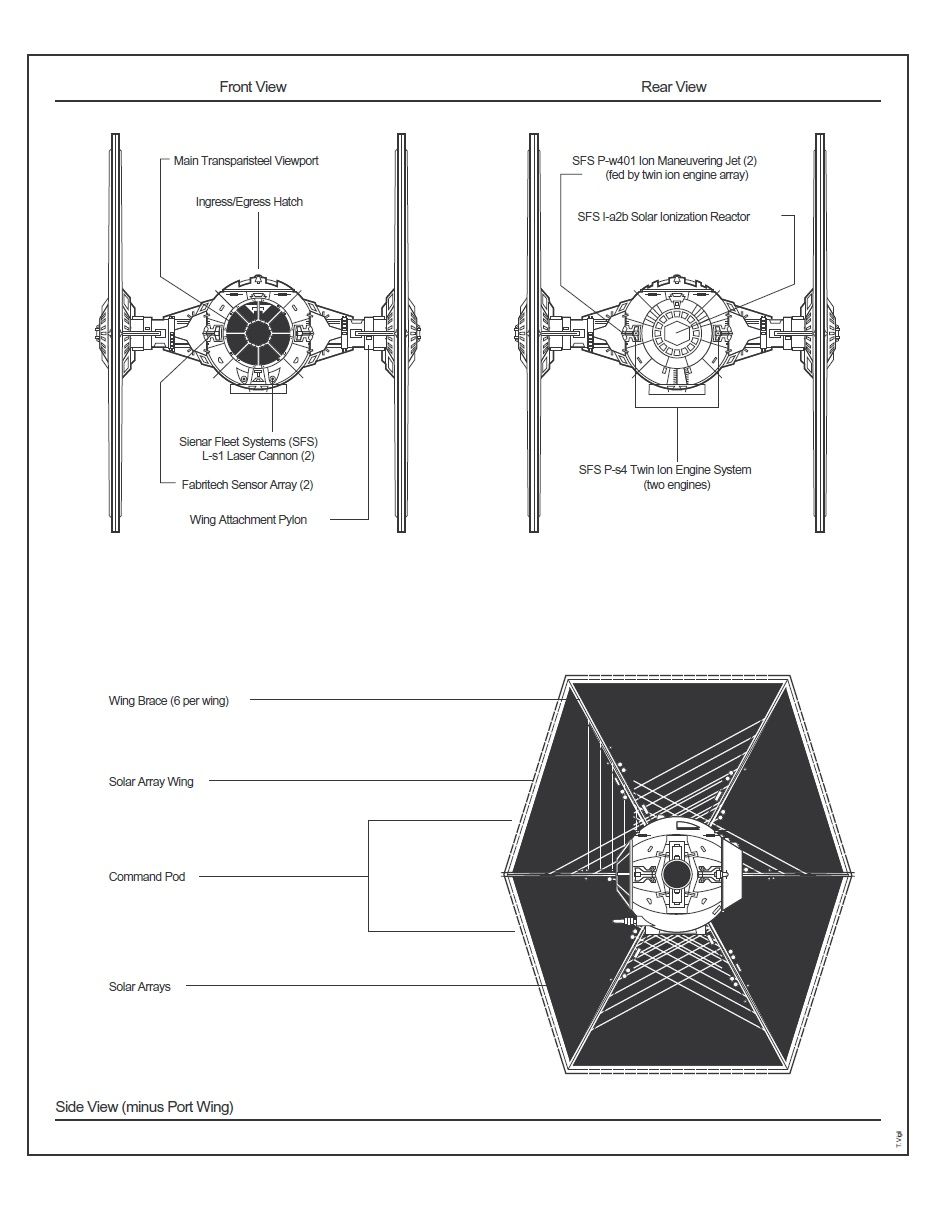 Front View
Rear View
Main Transparisteel Viewport
Ingress/Egress Hatch
Sienar Fleet Systems (SFS)
L-s1 Laser Cannon (2)
Fabritech Sensor Array (2)
Wing Attachment Pylon
SFS P-w401 Ion Maneuvering Jet (2)
(fed by twin ion engine array)
SFS I-a2b Solar Ionization Reactor
SFS P-s4 Twin Ion Engine System
(two engines)
Wing Brace (6 per wing)
Solar Array Wing
Command Pod
Solar Arrays
Side View (minus Port Wing)
T. Vigil